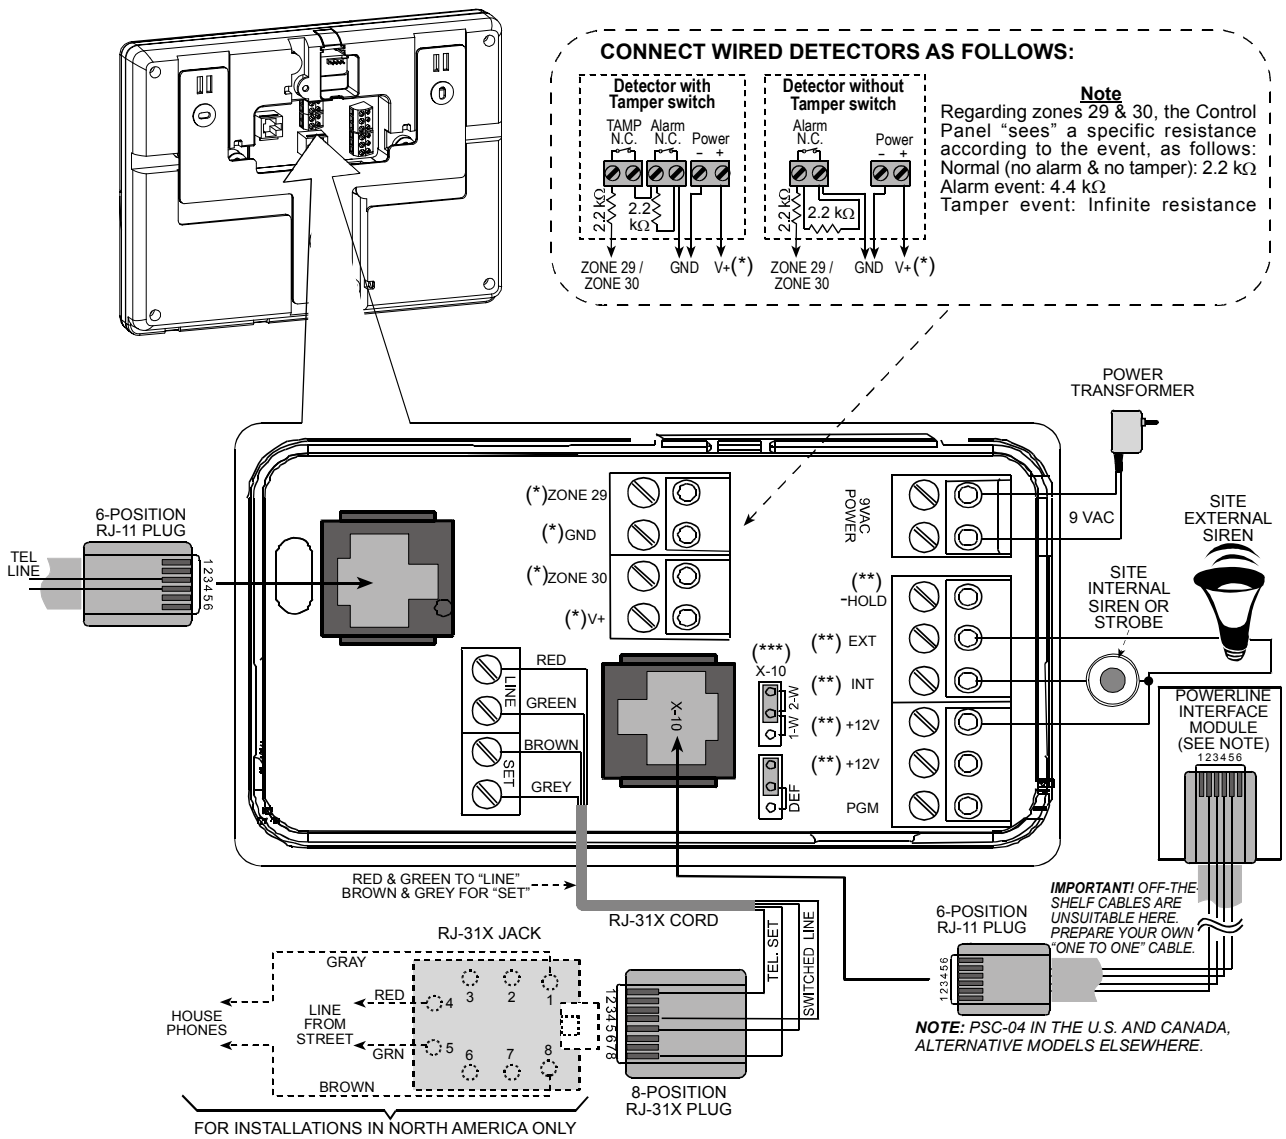 CONNECT WIRED DETECTORS AS FOLLOWS:
Detector with
Tamper switch
TAMP
N.C.
Alarm
N.C.
Power
- +
2.2 kΩ
2.2
kΩ
ZONE 29 /
ZONE 30
GND
V+(*)
Detector without
Tamper switch
Alarm
N.C.
Power
- +
2.2 kΩ
2.2 kΩ
ZONE 29 /
ZONE 30
GND
V+(*)
Note
Regarding zones 29 & 30, the Control
Panel "sees" a specific resistance
according to the event, as follows:
Normal (no alarm & no tamper): 2.2 kΩ
Alarm event: 4.4 kΩ
Tamper event: Infinite resistance
POWER
TRANSFORMER
9 VAC
SITE
EXTERNAL
SIREN
SITE
INTERNAL
SIREN OR
STROBE
6-POSITION
RJ-11 PLUG
TEL
LINE
123456
(*)ZONE 29
(*)GND
(*)ZONE 30
(*)V+
9VAC
POWER
(**)
-HOLD
(**) EXT
(**) INT
(**) +12V
(**) +12V
PGM
(***)
X-10
1-W 2-W
DEF
X-10
RED
GREEN
BROWN
GREY
LINE
SET
POWERLINE
INTERFACE
MODULE
(SEE NOTE)
123456
RED & GREEN TO "LINE"
BROWN & GREY FOR "SET"
RJ-31X CORD
TEL. SET
SWITCHED LINE
6-POSITION
RJ-11 PLUG
123456
IMPORTANT! OFF-THE-
SHELF CABLES ARE
UNSUITABLE HERE.
PREPARE YOUR OWN
"ONE TO ONE" CABLE.
NOTE: PSC-04 IN THE U.S. AND CANADA,
ALTERNATIVE MODELS ELSEWHERE.
RJ-31X JACK
GRAY
RED
GRN
BROWN
HOUSE
PHONES
LINE
FROM
STREET
4
3
2
1
5
6
7
8
12345678
8-POSITION
RJ-31X PLUG
FOR INSTALLATIONS IN NORTH AMERICA ONLY